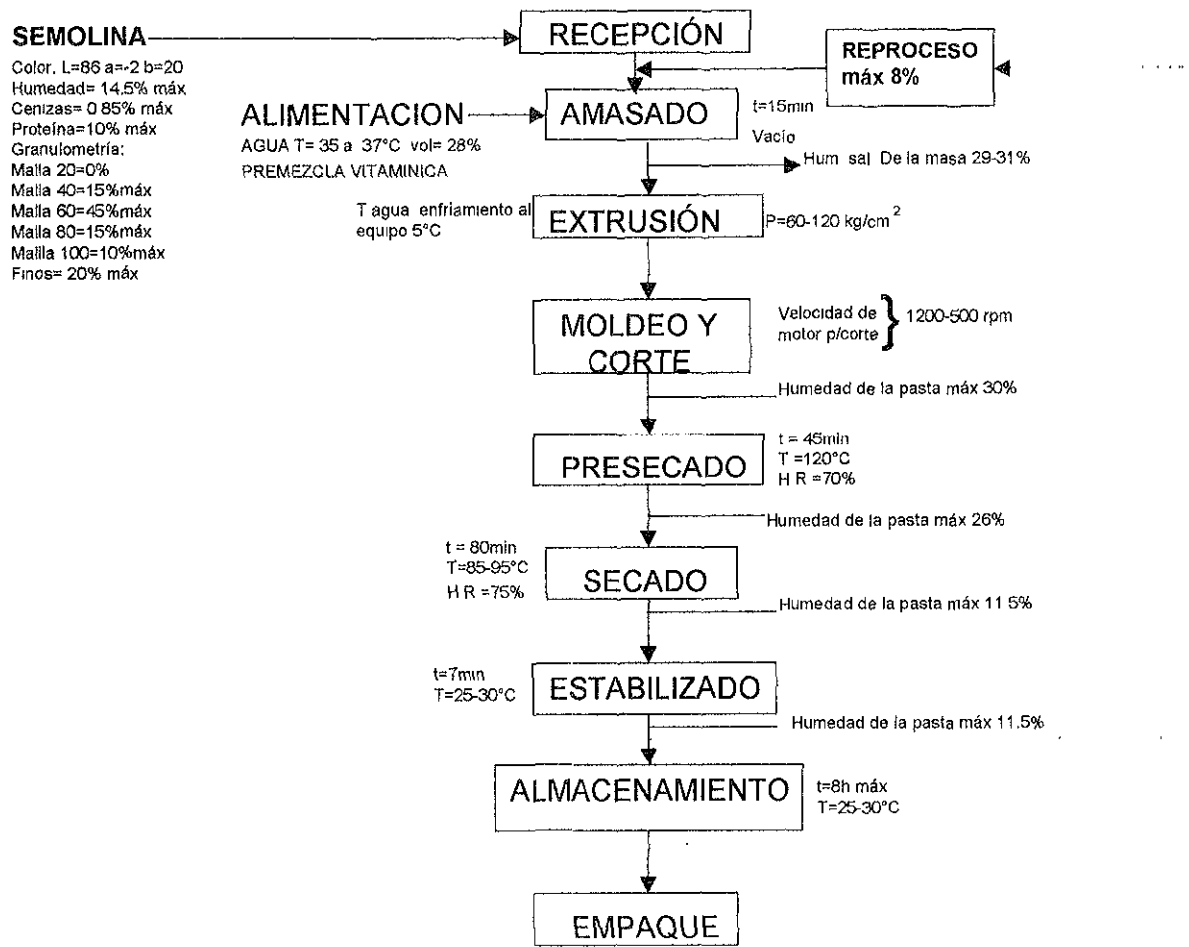 SEMOLINA
Color. L=86 a=-2 b=20
Humedad= 14.5% máx
Cenizas= 0 85% máx
Proteína=10% máx
Granulometría:
Malla 20=0%
Malla 40=15%máx
Malla 60=45%máx
Malla 80=15%máx
Mallla 100=10%máx
Finos= 20% máx
RECEPCIÓN
REPROCESO
máx 8%
ALIMENTACION
AGUA T= 35 a 37°C vol= 28%
PREMEZCLA VITAMINICA
AMASADO
t=15min
Vacío
Hum sal De la masa 29-31%
T agua enfriamiento al
equipo 5°C
EXTRUSIÓN
P=60-120 kg/cm²
MOLDEO Y
CORTE
Velocidad de
motor p/corte } 1200-500 rpm
Humedad de la pasta máx 30%
PRESECADO
t = 45min
T =120°C
H R =70%
Humedad de la pasta máx 26%
t = 80min
T=85-95°C
H R =75%
SECADO
Humedad de la pasta máx 11 5%
t=7min
T=25-30°C
ESTABILIZADO
Humedad de la pasta máx 11.5%
ALMACENAMIENTO
t=8h máx
T=25-30°C
EMPAQUE